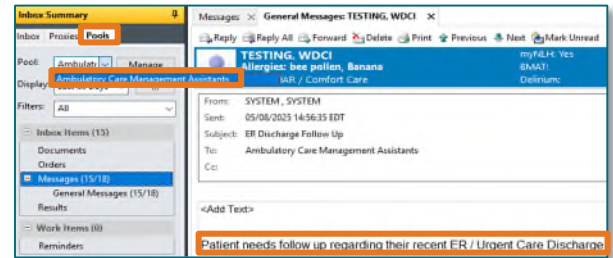 Inbox Summary
Inbox Proxies Pools
Pool: Ambulati Manage
Ambulatory Care Management Assistants
Display:
Filters: All
Inbox Items (15)
Documents
Orders
Messages (15/18)
General Messages (15/18)
Results
Work Items (0)
Reminders
Messages × General Messages: TESTING, WDCI ×
Reply Reply All Forward Delete Print Previous Next Mark Unread
TESTING, WDCI
Allergies: bee pollen, Banana
IAR / Comfort Care
myNLH: Yes
BMAT:
Delirium:
From: SYSTEM , SYSTEM
Sent: 05/08/2025 14:56:35 EDT
Subject: ER Discharge Follow Up
To: Ambulatory Care Management Assistants
Cc:
<Add Text>
Patient needs follow up regarding their recent ER / Urgent Care Discharge